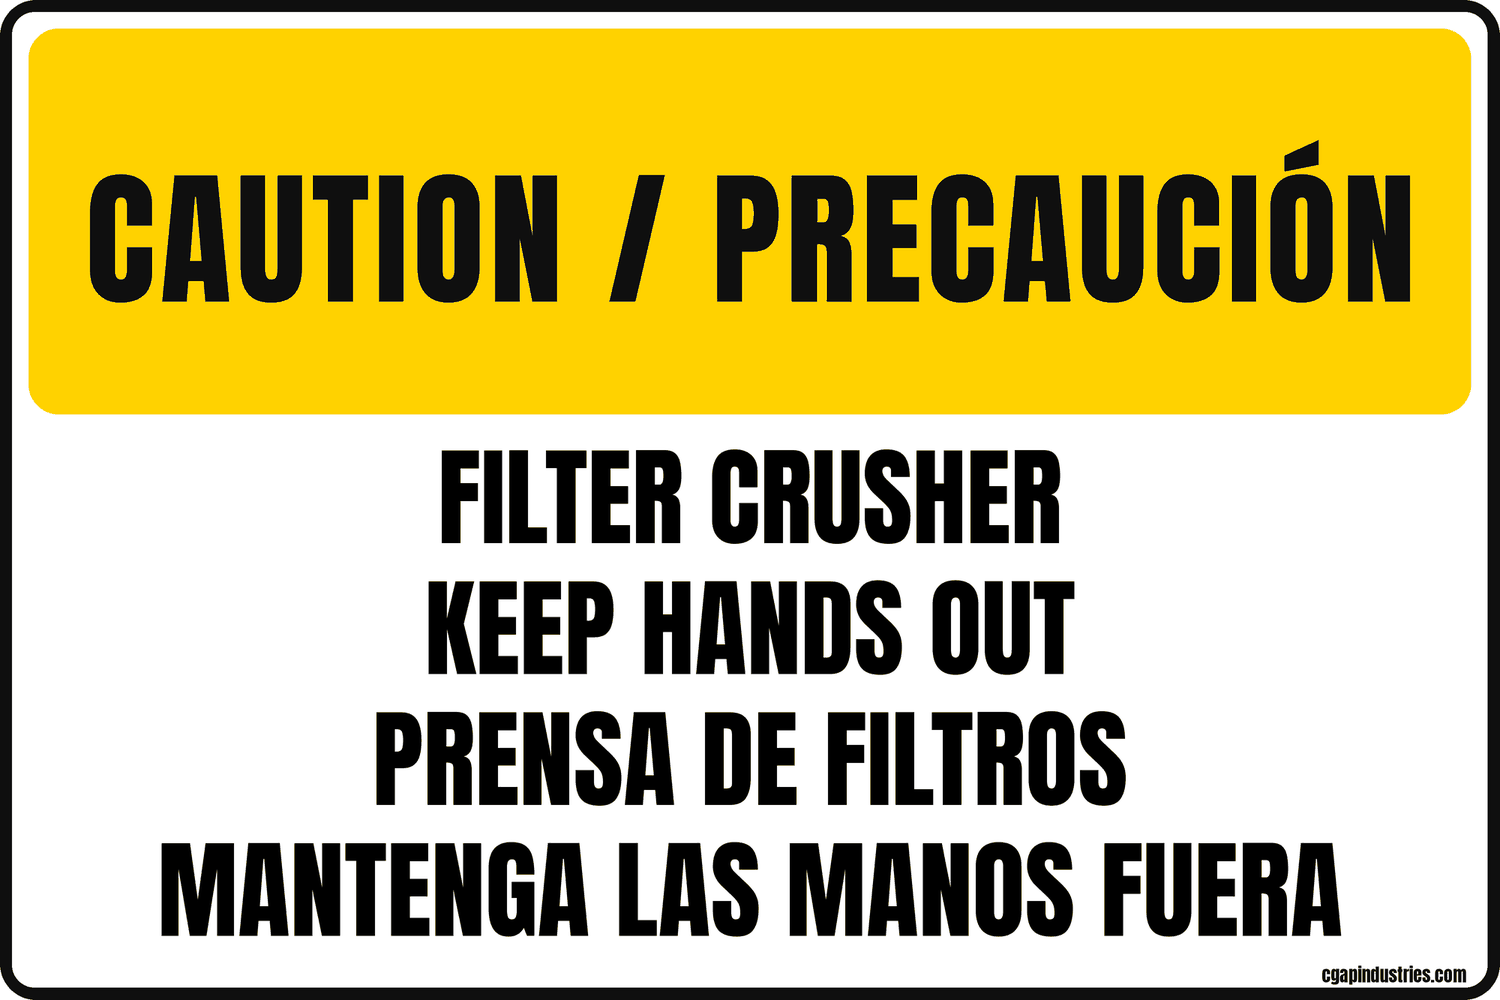 CAUTION / PRECAUCIÓN
FILTER CRUSHER
KEEP HANDS OUT
PRENSA DE FILTROS
MANTENGA LAS MANOS FUERA
cgapindustries.com